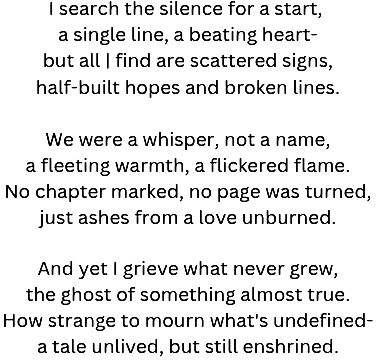 I search the silence for a start,
a single line, a beating heart-
but all I find are scattered signs,
half-built hopes and broken lines.

We were a whisper, not a name,
a fleeting warmth, a flickered flame.
No chapter marked, no page was turned,
just ashes from a love unburned.

And yet I grieve what never grew,
the ghost of something almost true.
How strange to mourn what's undefined-
a tale unlived, but still enshrined.